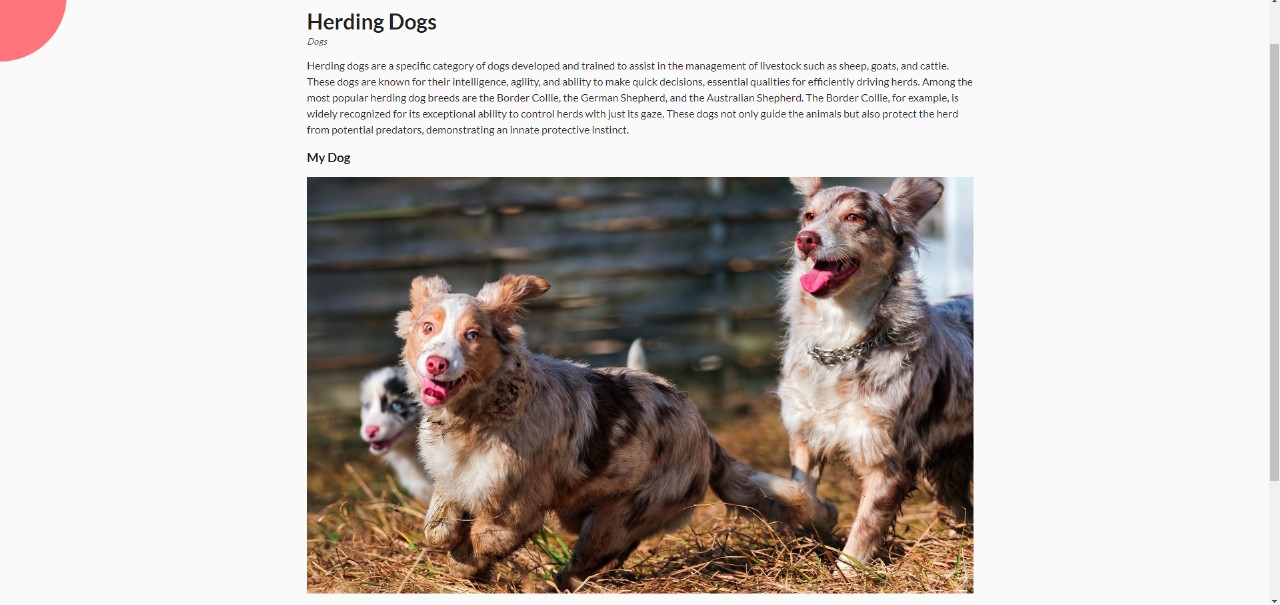 Herding Dogs
Dogs
Herding dogs are a specific category of dogs developed and trained to assist in the management of livestock such as sheep, goats, and cattle.
These dogs are known for their intelligence, agility, and ability to make quick decisions, essential qualities for efficiently driving herds. Among the
most popular herding dog breeds are the Border Collie, the German Shepherd, and the Australian Shepherd. The Border Collie, for example, is
widely recognized for its exceptional ability to control herds with just its gaze. These dogs not only guide the animals but also protect the herd
from potential predators, demonstrating an innate protective instinct.
My Dog